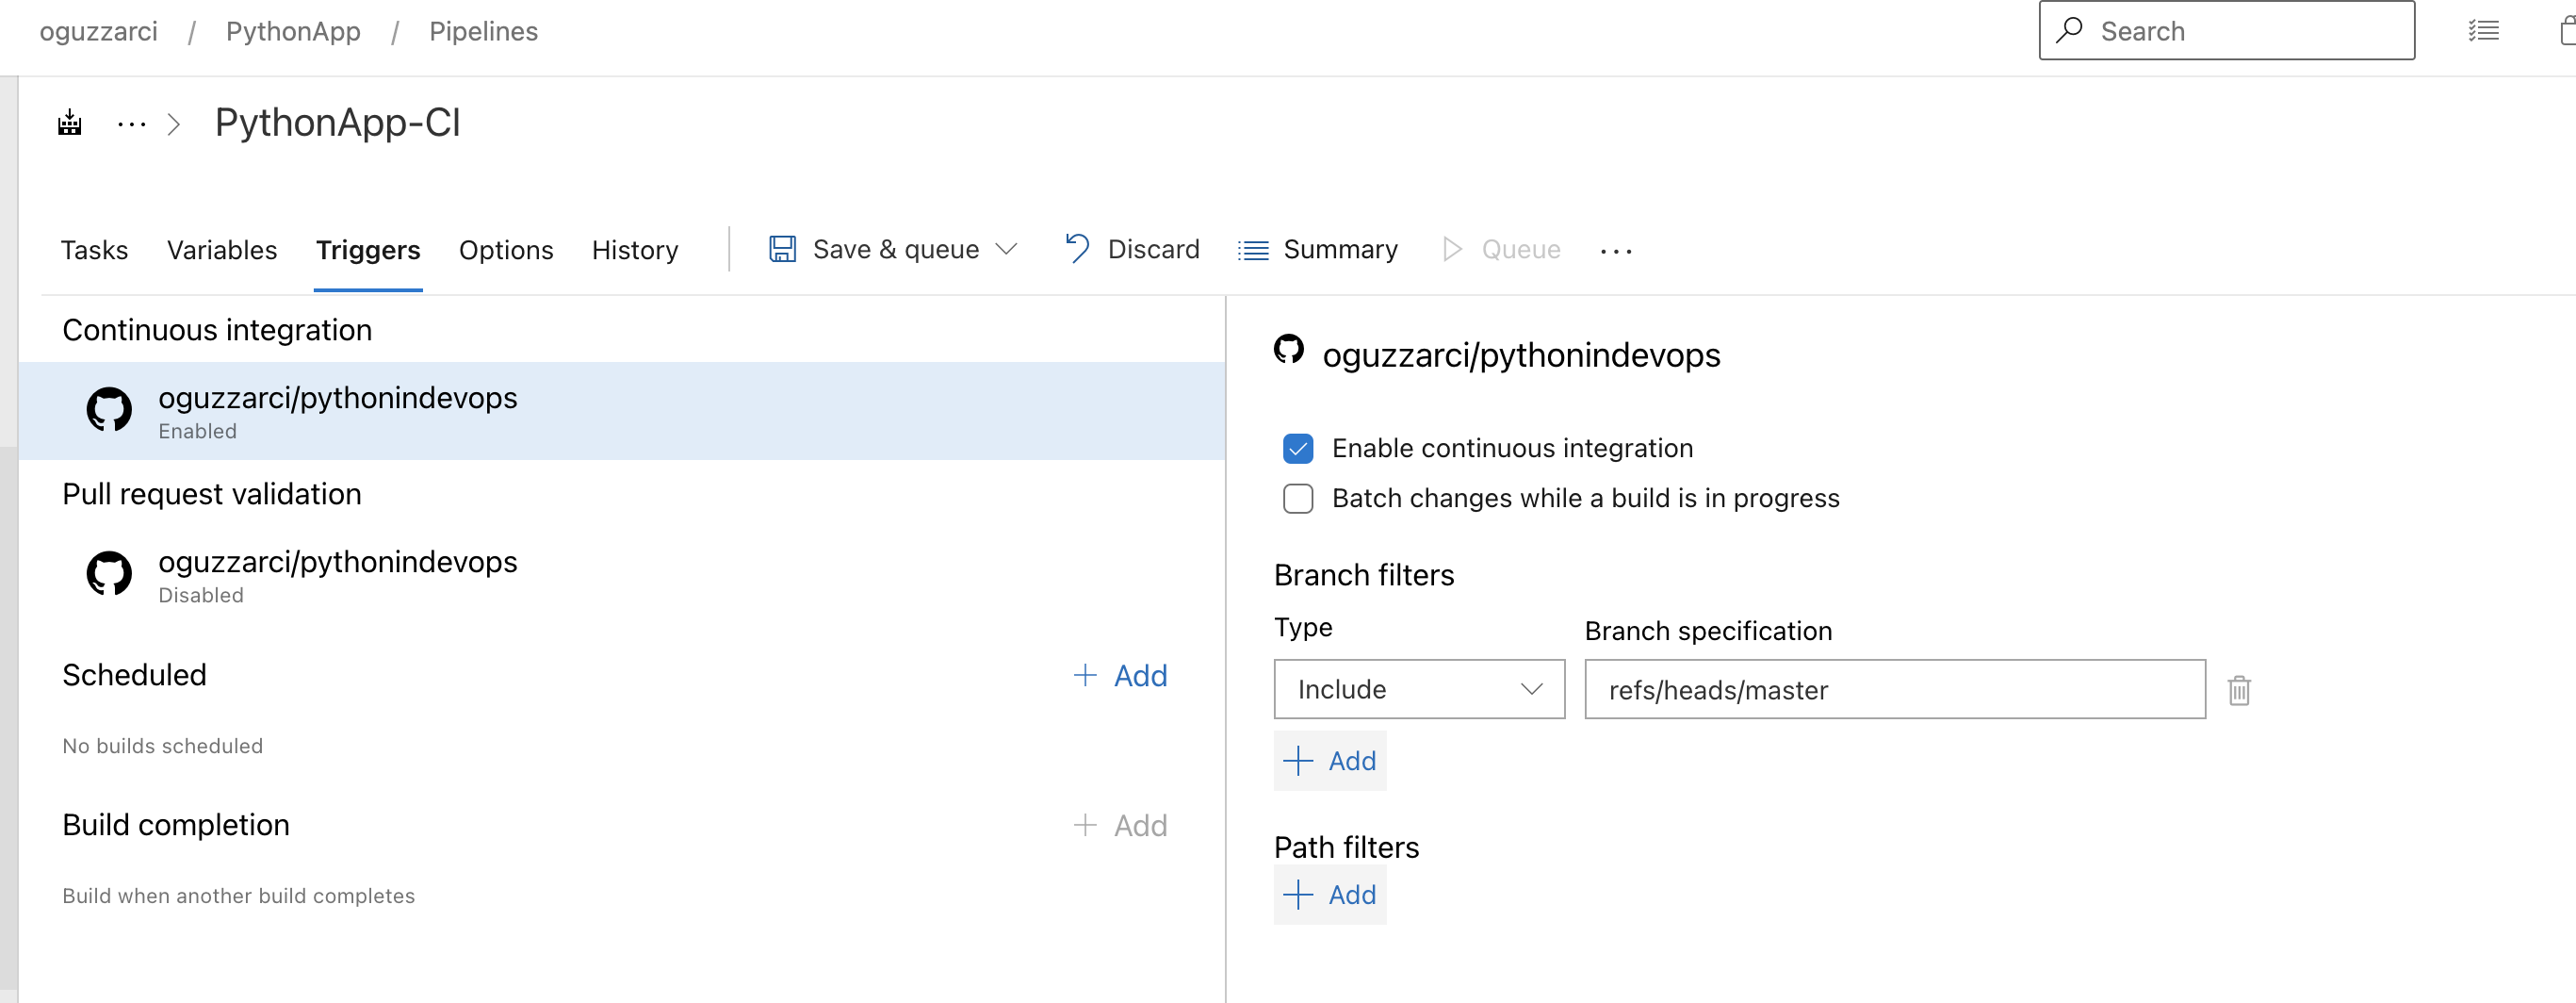 oguzzarci / PythonApp / Pipelines
Search
... > PythonApp-CI
Tasks Variables Triggers Options History Save & queue Discard Summary Queue ...
Continuous integration
oguzzarci/pythonindevops
Enabled
Pull request validation
oguzzarci/pythonindevops
Disabled
Scheduled
+ Add
No builds scheduled
Build completion
+ Add
Build when another build completes
oguzzarci/pythonindevops
Enable continuous integration
Batch changes while a build is in progress
Branch filters
Type Branch specification
Include refs/heads/master
+ Add
Path filters
+ Add